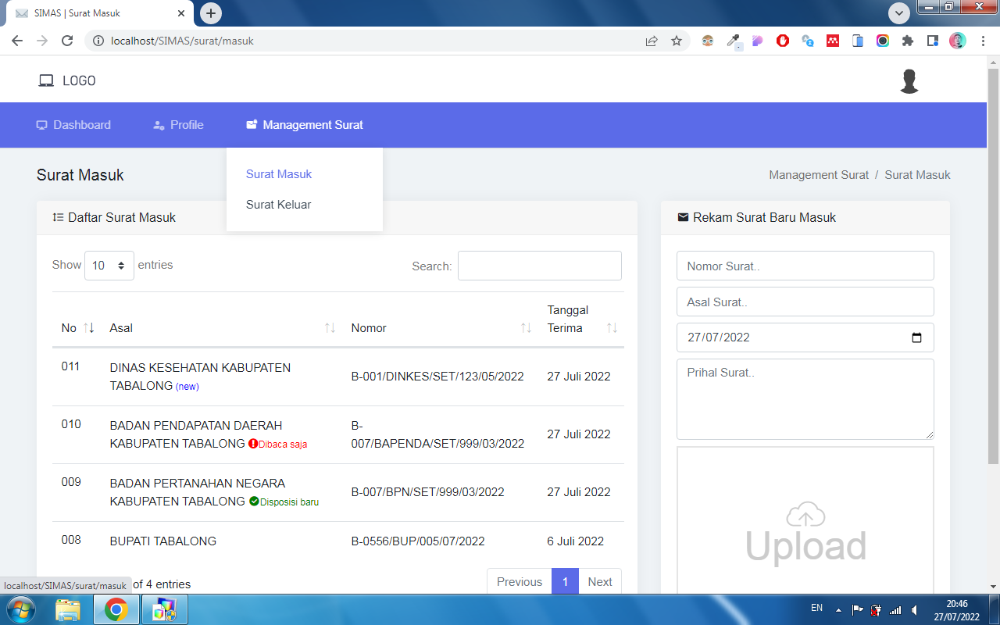 SIMAS | Surat Masuk
localhost/SIMAS/surat/masuk
LOGO
Dashboard
Profile
Management Surat
Surat Masuk
Surat Keluar
Surat Masuk
Management Surat / Surat Masuk
Daftar Surat Masuk
Show 10 entries
Search:
No Asal Nomor Tanggal
Terima
011 DINAS KESEHATAN KABUPATEN
TABALONG (new)
B-001/DINKES/SET/123/05/2022
27 Juli 2022
010 BADAN PENDAPATAN DAERAH
KABUPATEN TABALONG Dibaca saja
B-
007/BAPENDA/SET/999/03/2022
27 Juli 2022
009 BADAN PERTANAHAN NEGARA
KABUPATEN TABALONG Disposisi baru
B-007/BPN/SET/999/03/2022
27 Juli 2022
008 BUPATI TABALONG B-0556/BUP/005/07/2022 6 Juli 2022
of 4 entries
Previous 1 Next
Rekam Surat Baru Masuk
Nomor Surat..
Asal Surat..
27/07/2022
Prihal Surat..
Upload
localhost/SIMAS/surat/masuk
EN
20:46
27/07/2022